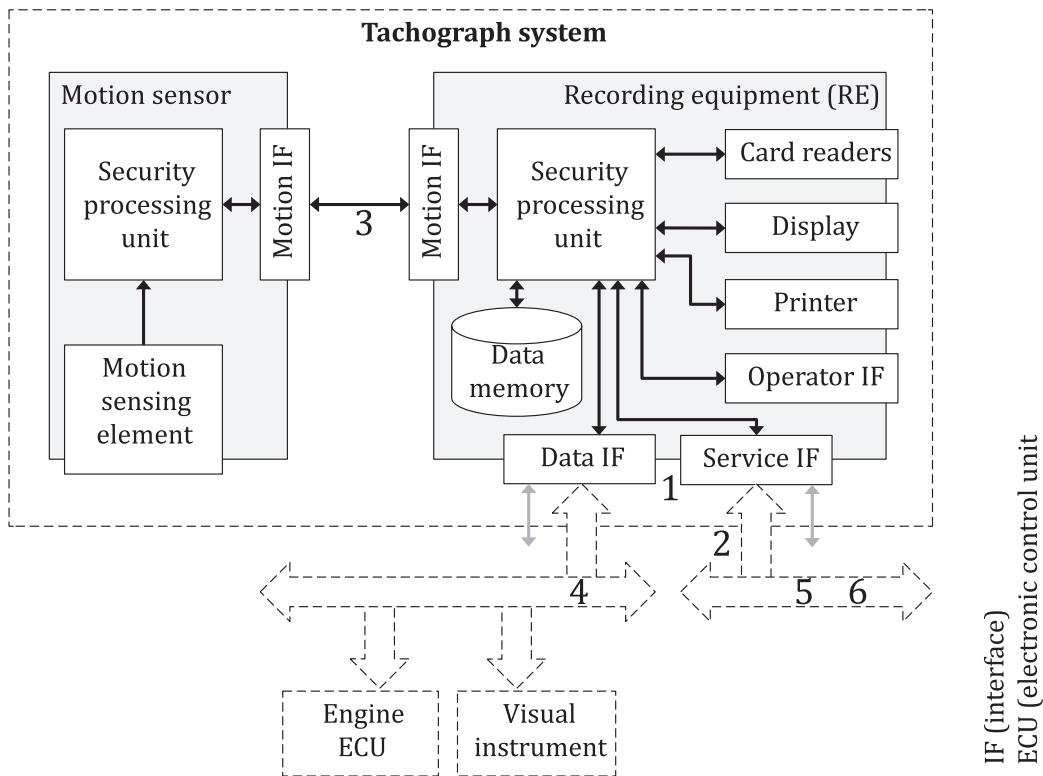 Tachograph system
Motion sensor
Recording equipment (RE)
Security
processing
unit
Motion IF
3
Motion IF
Security
processing
unit
Card readers
Display
Printer
Operator IF
Motion
sensing
element
Data
memory
Data IF
Service IF
1
2
4
5
6
Engine
ECU
Visual
instrument
IF (interface)
ECU (electronic control unit